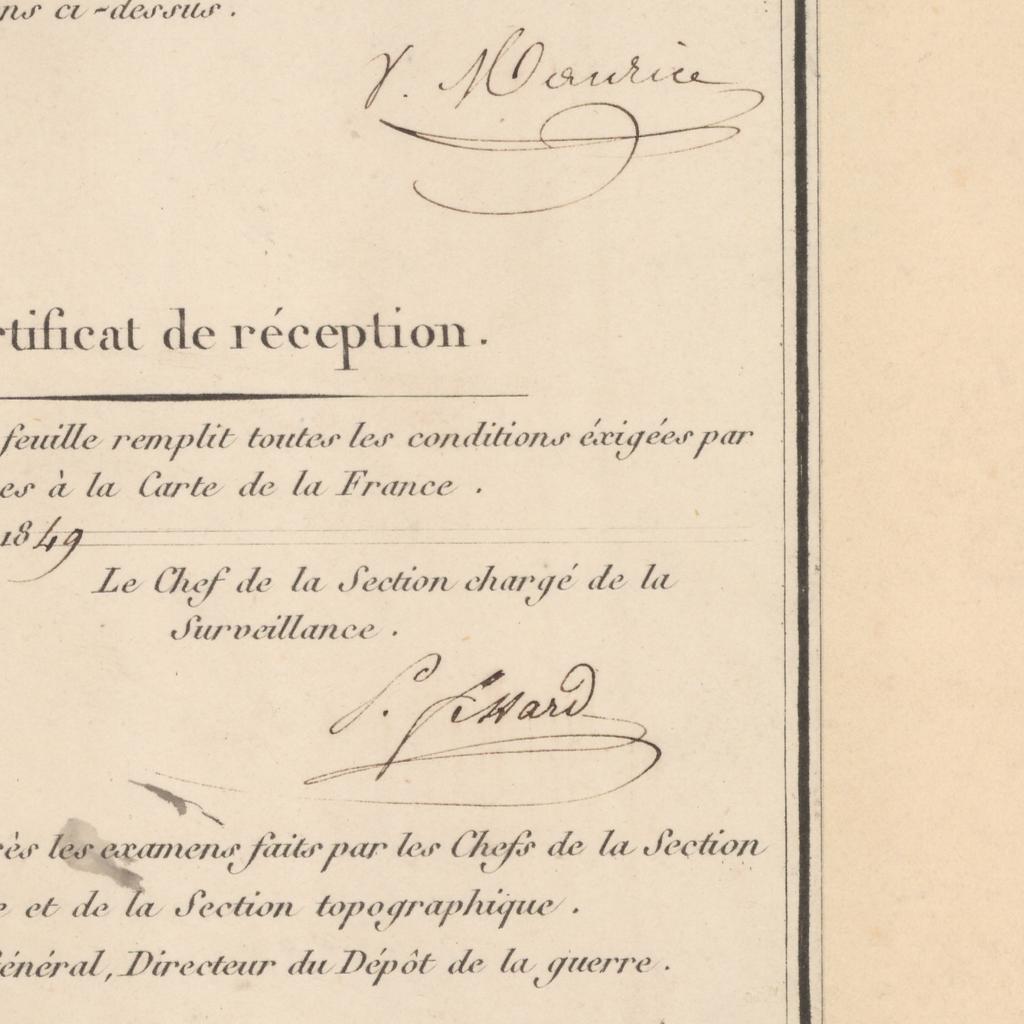 ns ci-dessus.
V. Maurice
rtificat de réception.
feuille remplit toutes les conditions éxigées par
es à la Carte de la France.
1849
Le Chef de la Section chargé de la
Surveillance.
P.
rès les examens faits par les Chefs de la Section
e et de la Section topographique.
énéral, Directeur du Dépôt de la guerre.